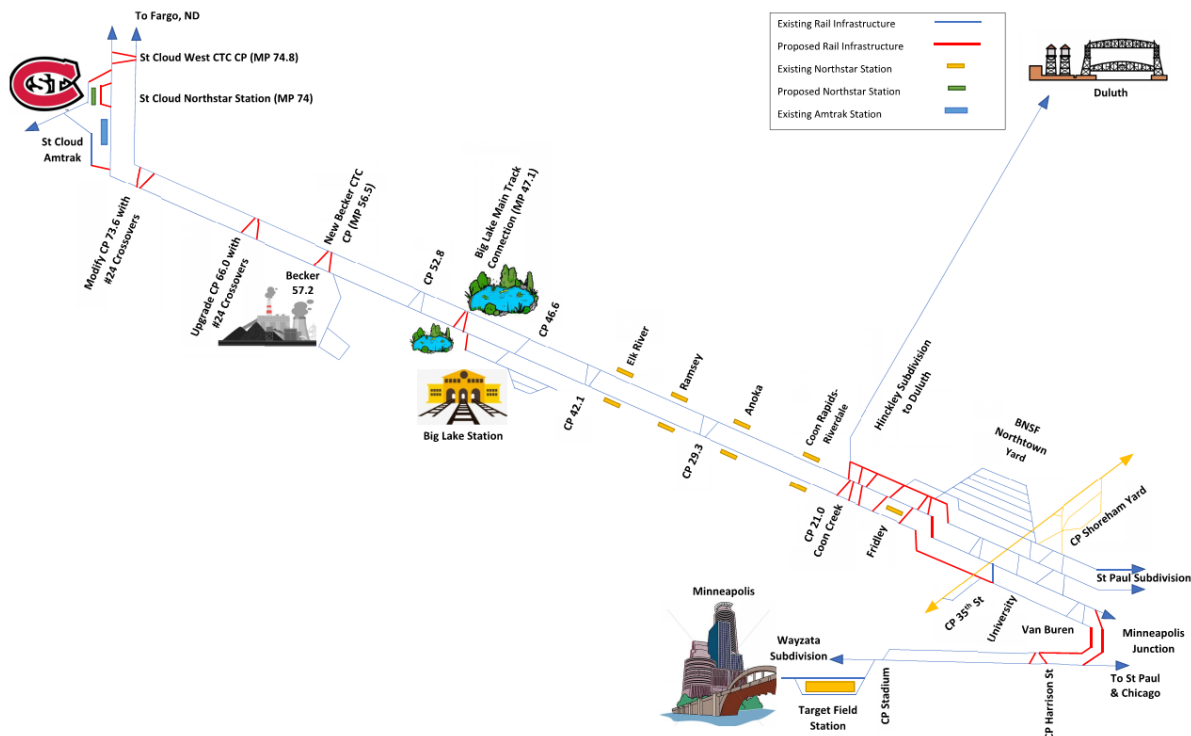 To Fargo, ND
St Cloud West CTC CP (MP 74.8)
St Cloud Northstar Station (MP 74)
St Cloud
Amtrak
Existing Rail Infrastructure
Proposed Rail Infrastructure
Existing Northstar Station
Proposed Northstar Station
Existing Amtrak Station
Duluth
Modify CP 73.6 with
#24 Crossovers
Upgrade CP 66.0 with
#24 Crossovers
New Becker CTC
CP (MP 56.5)
Becker
57.2
CP 52.8
Big Lake Main Track
Connection (MP 47.1)
CP 46.6
Big Lake Station
CP 42.1
Elk River
Ramsey
CP 29.3
Anoka
Coon Rapids-
Riverdale
Hinckley Subdivision
to Duluth
CP 21.0
Coon Creek
Fridley
BNSF
Northtown
Yard
CP Shoreham Yard
St Paul Subdivision
CP 35th St
University
Van Buren
Minneapolis
Junction
To St Paul
& Chicago
CP Harrison St
CP Stadium
Wayzata
Subdivision
Minneapolis
Target Field
Station
C
ST